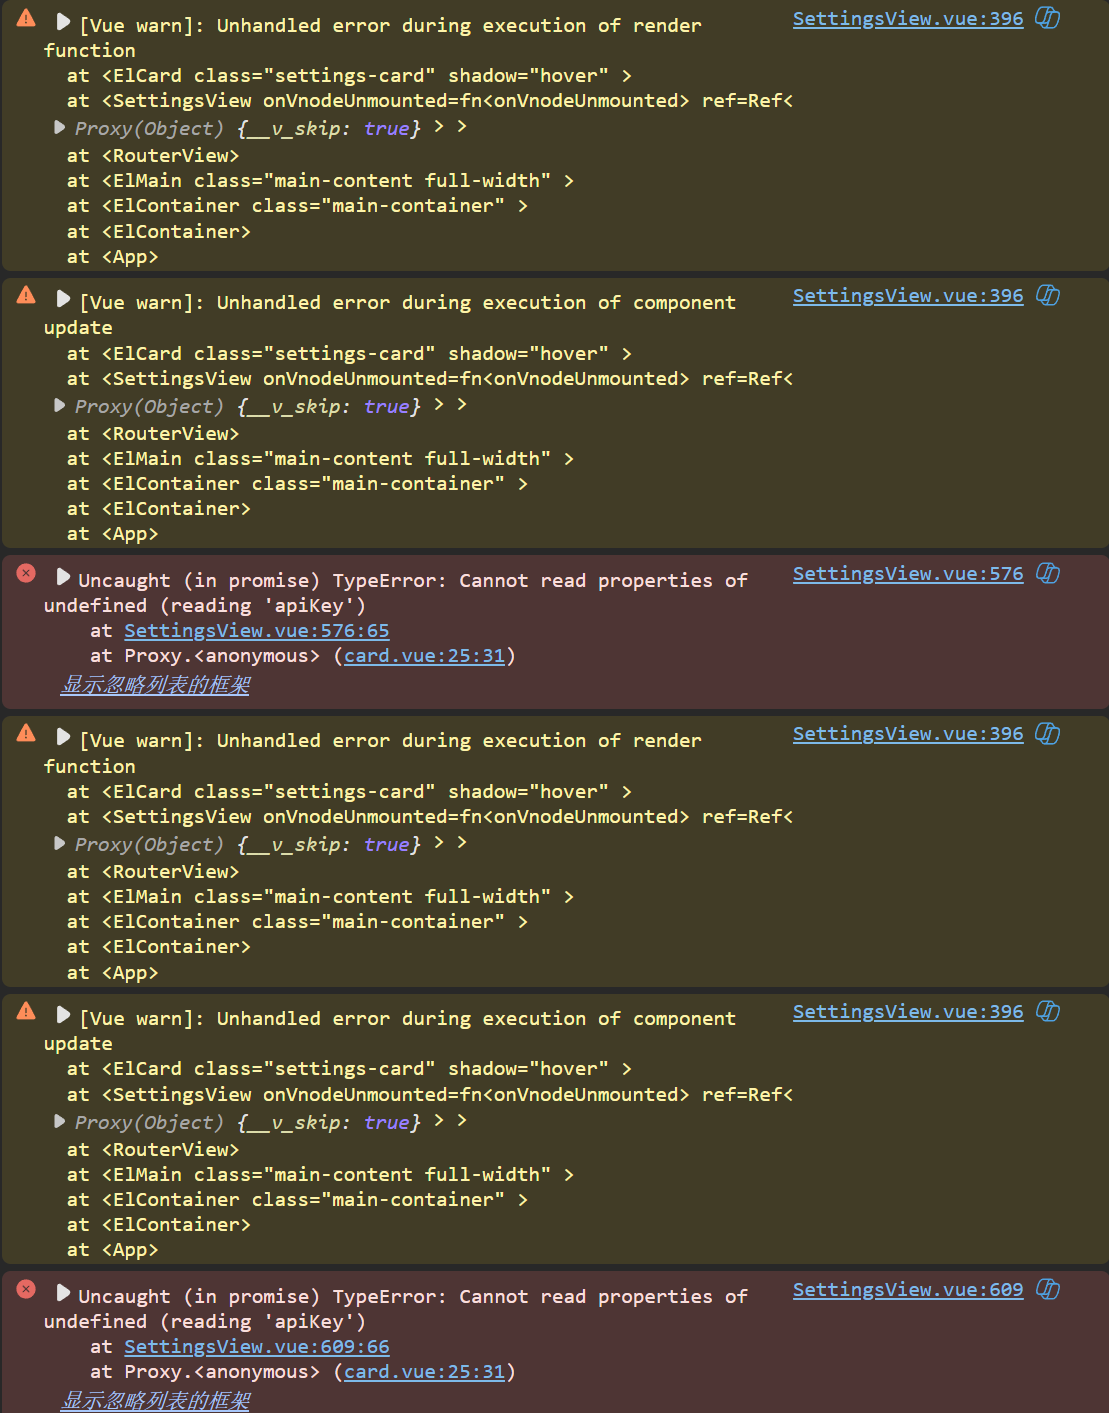 [Vue warn]: Unhandled error during execution of render SettingsView.vue:396
function
at <ElCard class="settings-card" shadow="hover" >
at <SettingsView onVnodeUnmounted=fn<onVnodeUnmounted> ref=Ref<
Proxy(Object) {__v_skip: true} > >
at <RouterView>
at <ElMain class="main-content full-width" >
at <ElContainer class="main-container" >
at <ElContainer>
at <App>
[Vue warn]: Unhandled error during execution of component SettingsView.vue:396
update
at <ElCard class="settings-card" shadow="hover" >
at <SettingsView onVnodeUnmounted=fn<onVnodeUnmounted> ref=Ref<
Proxy(Object) {__v_skip: true} > >
at <RouterView>
at <ElMain class="main-content full-width" >
at <ElContainer class="main-container" >
at <ElContainer>
at <App>
Uncaught (in promise) TypeError: Cannot read properties of SettingsView.vue:576
undefined (reading 'apiKey')
at SettingsView.vue:576:65
at Proxy.<anonymous> (card.vue:25:31)
显示忽略列表的框架
[Vue warn]: Unhandled error during execution of render SettingsView.vue:396
function
at <ElCard class="settings-card" shadow="hover" >
at <SettingsView onVnodeUnmounted=fn<onVnodeUnmounted> ref=Ref<
Proxy(Object) {__v_skip: true} > >
at <RouterView>
at <ElMain class="main-content full-width" >
at <ElContainer class="main-container" >
at <ElContainer>
at <App>
[Vue warn]: Unhandled error during execution of component SettingsView.vue:396
update
at <ElCard class="settings-card" shadow="hover" >
at <SettingsView onVnodeUnmounted=fn<onVnodeUnmounted> ref=Ref<
Proxy(Object) {__v_skip: true} > >
at <RouterView>
at <ElMain class="main-content full-width" >
at <ElContainer class="main-container" >
at <ElContainer>
at <App>
Uncaught (in promise) TypeError: Cannot read properties of SettingsView.vue:609
undefined (reading 'apiKey')
at SettingsView.vue:609:66
at Proxy.<anonymous> (card.vue:25:31)
显示忽略列表的框架